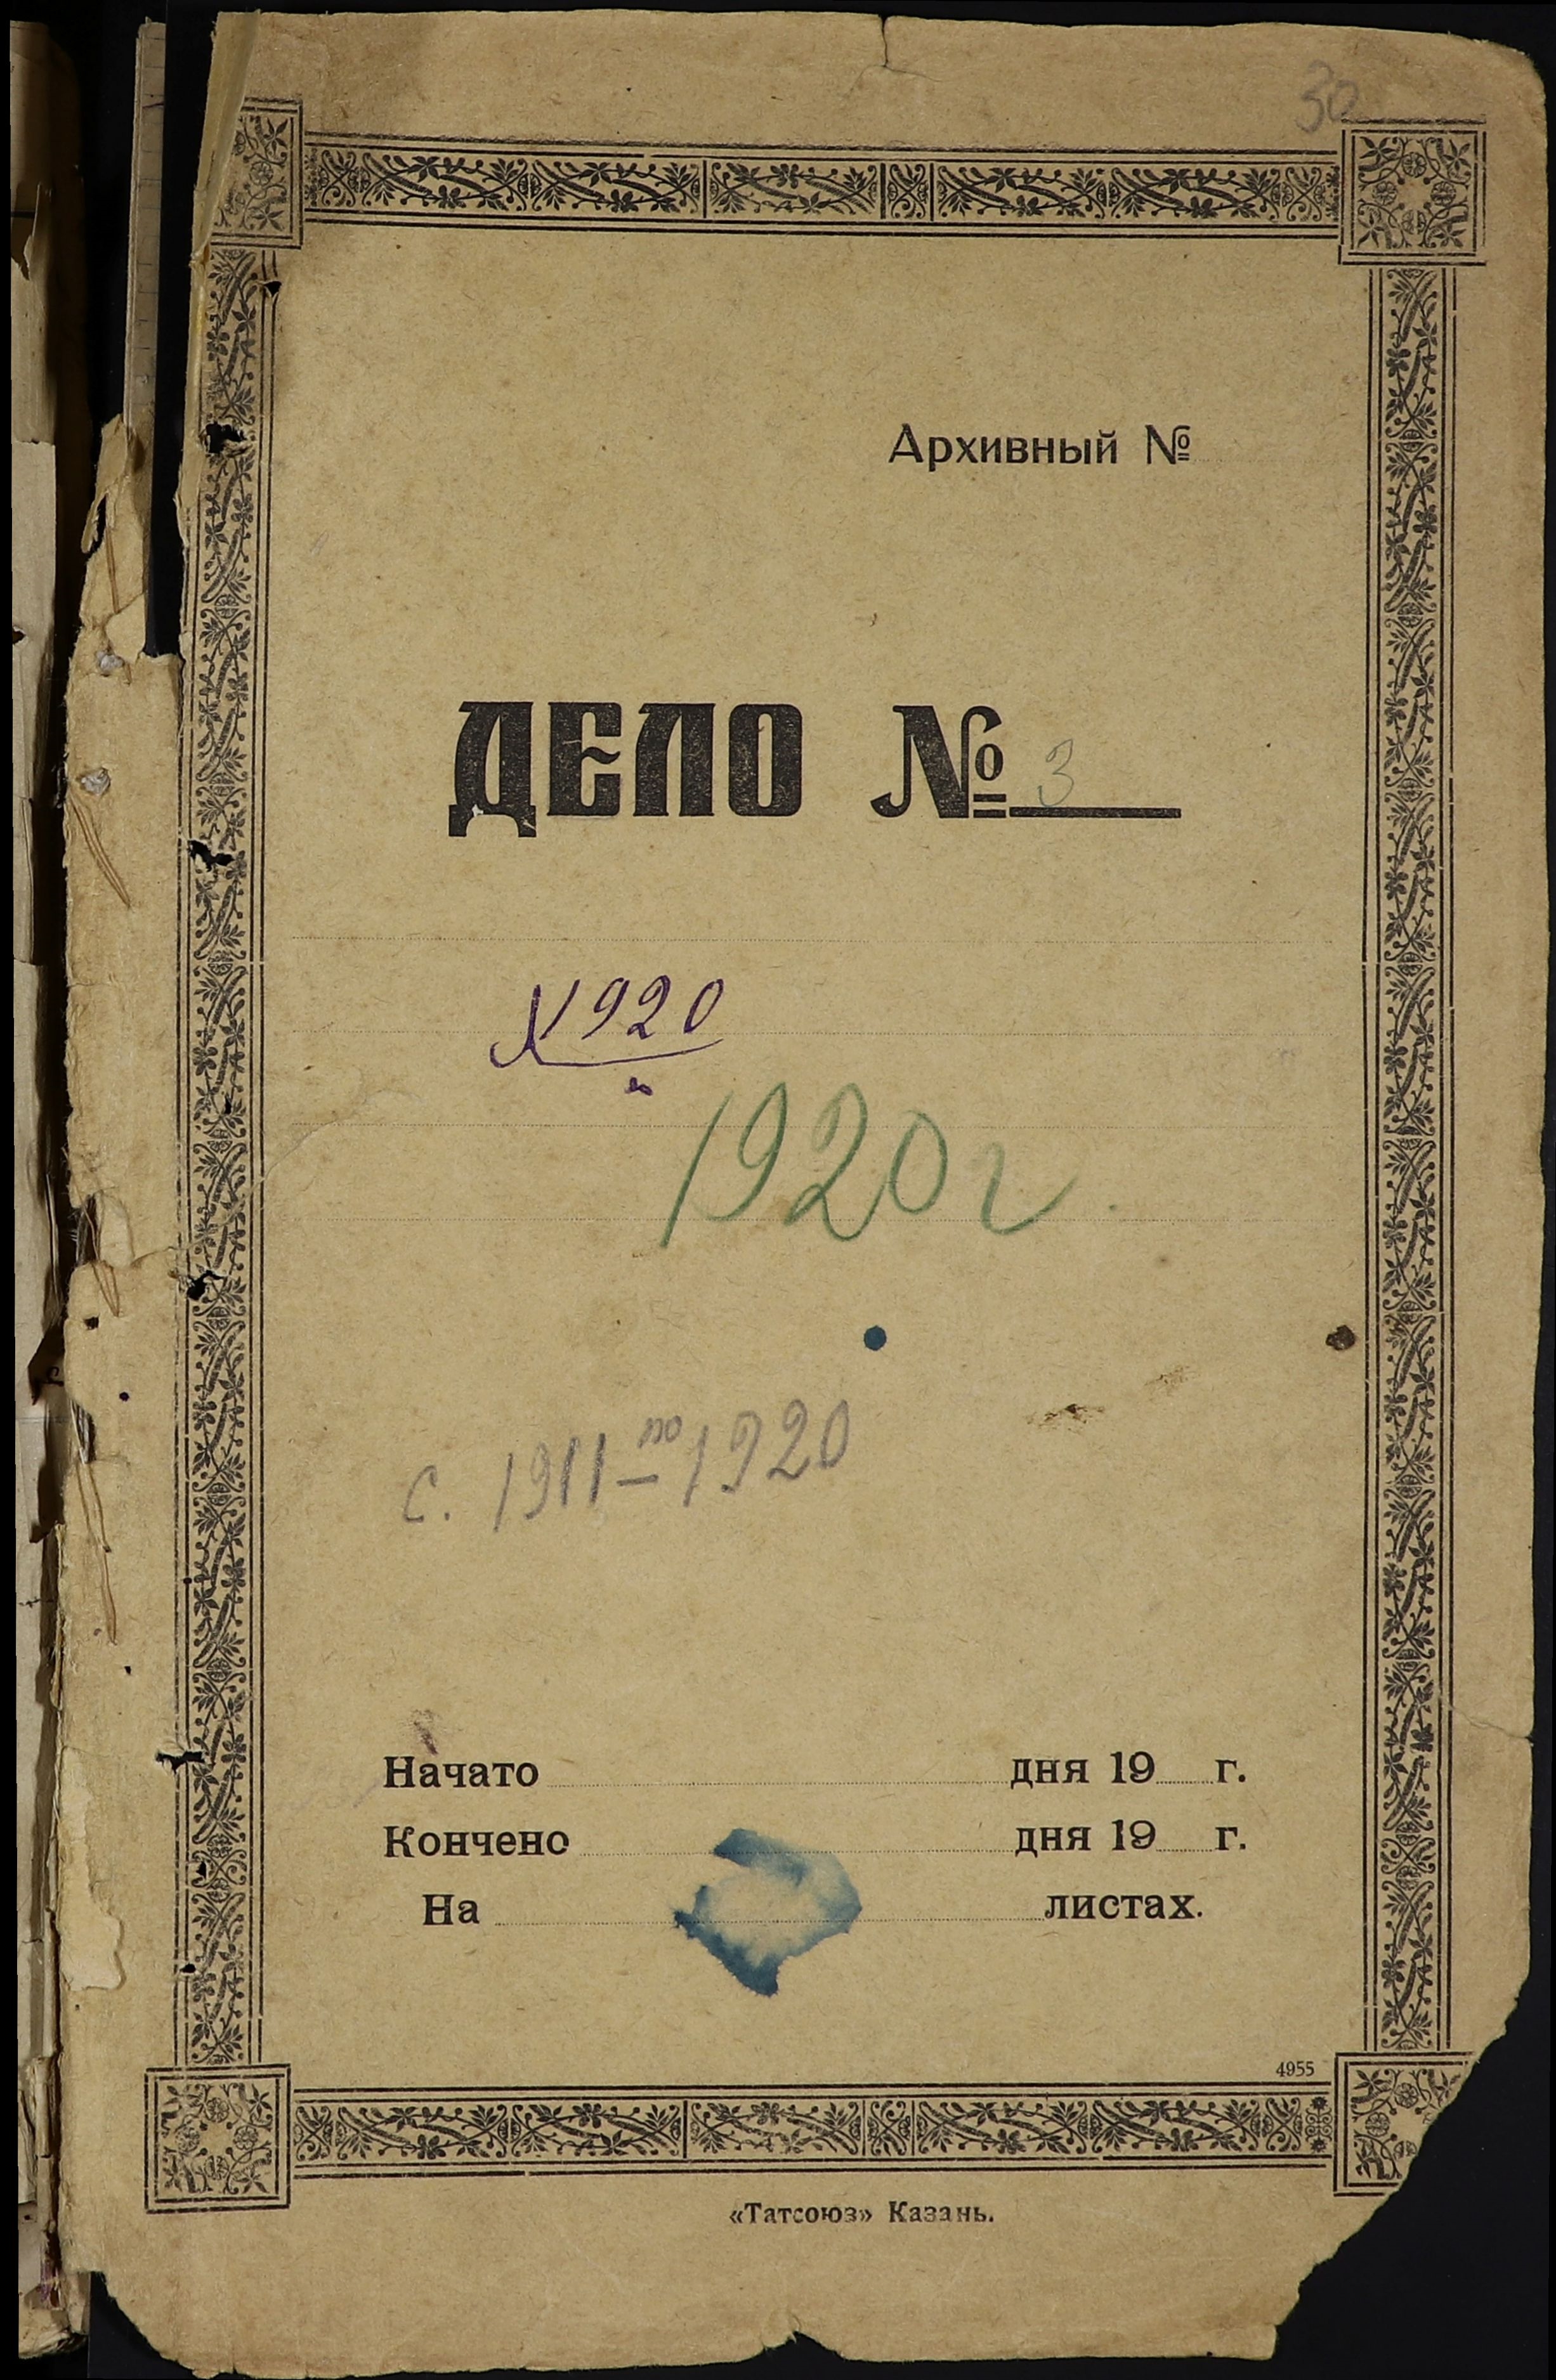 30
Архивный №
ДЕЛО № 3
1920
1920 г.
с. 1911 – по 1920
Начато дня 19 г.
Кончено дня 19 г.
На листах.
4955
«Татсоюз» Казань.